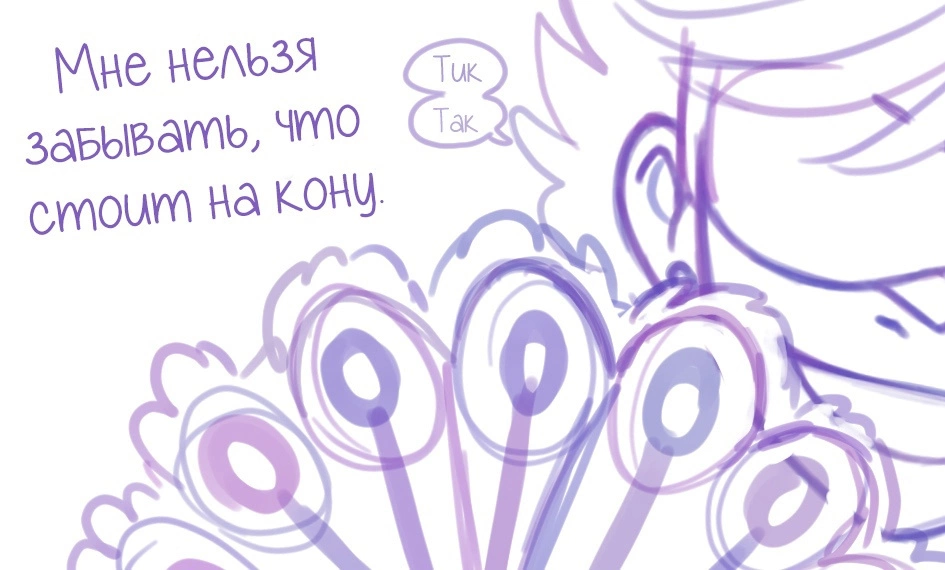 Мне нельзя
забывать, что
стоит на кону.
Тик
Так